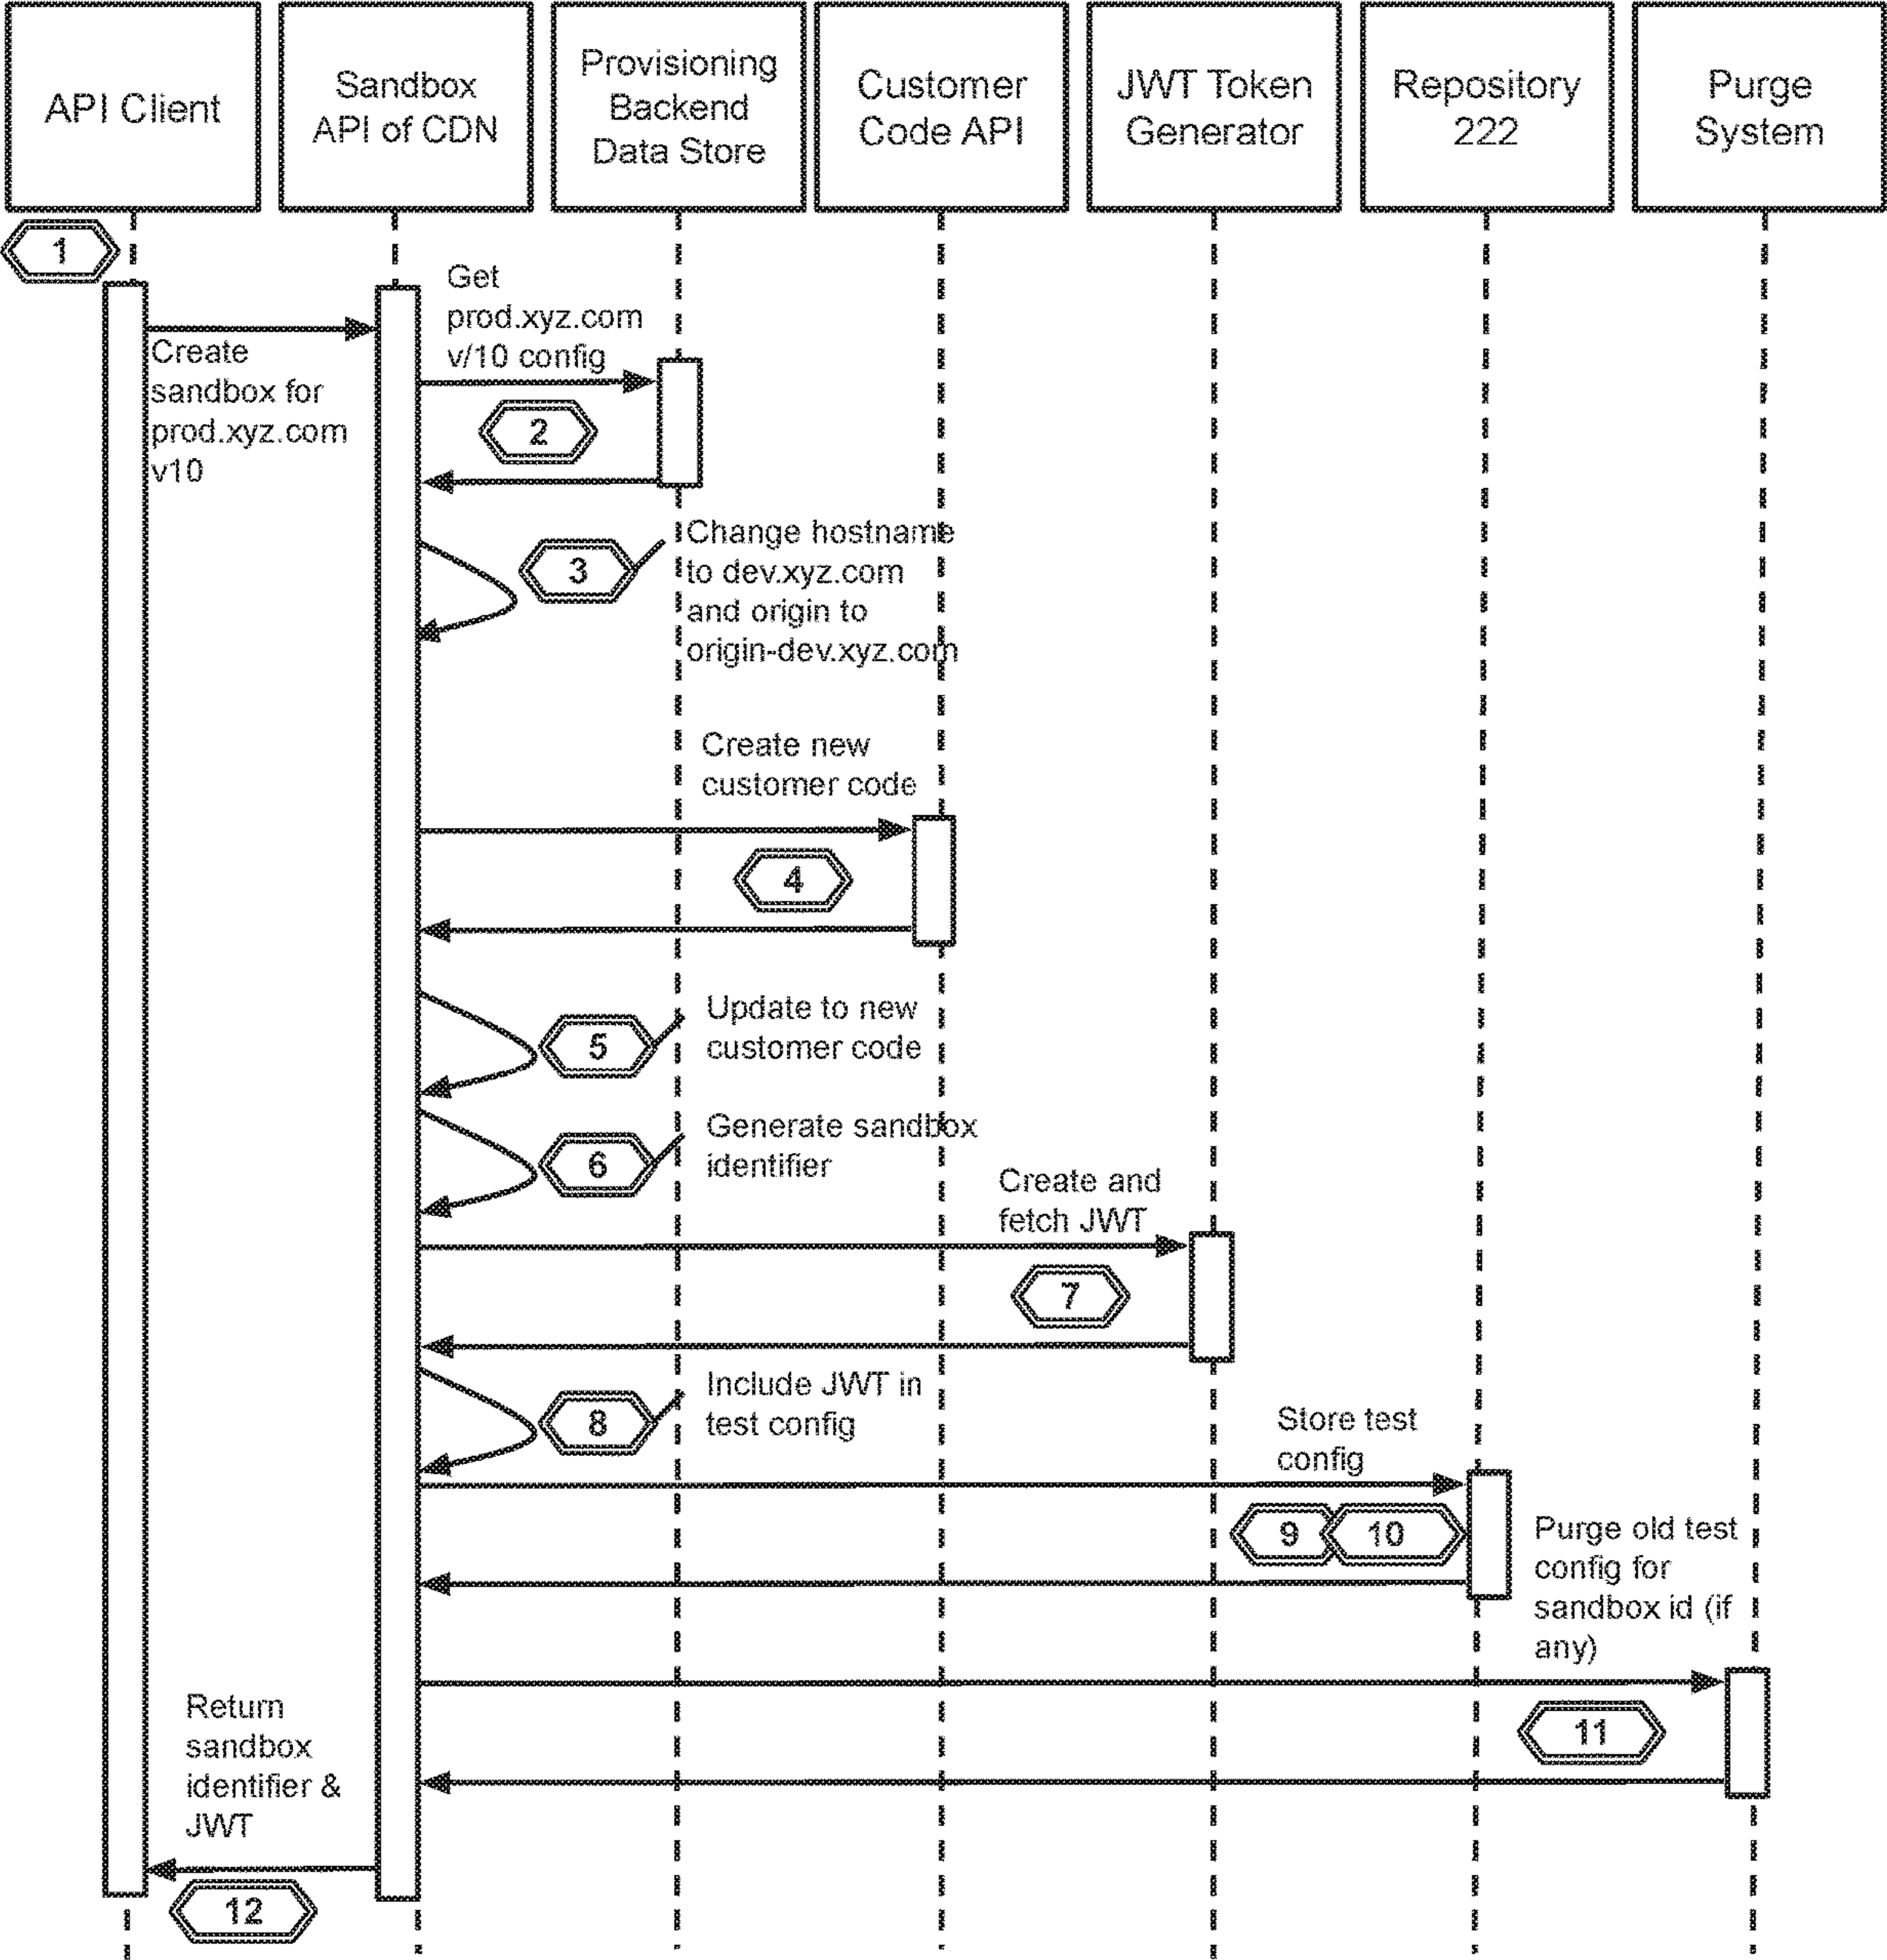 API Client
Sandbox
API of CDN
Provisioning
Backend
Data Store
Customer
Code API
JWT Token
Generator
Repository
222
Purge
System
1
Create
sandbox for
prod.xyz.com
v10
Get
prod.xyz.com
v/10 config
2
3
Change hostname
to dev.xyz.com
and origin to
origin-dev.xyz.com
Create new
customer code
4
5
Update to new
customer code
6
Generate sandbox
identifier
Create and
fetch JWT
7
8
Include JWT in
test config
Store test
config
9
10
Purge old test
config for
sandbox id (if
any)
11
Return
sandbox
identifier &
JWT
12